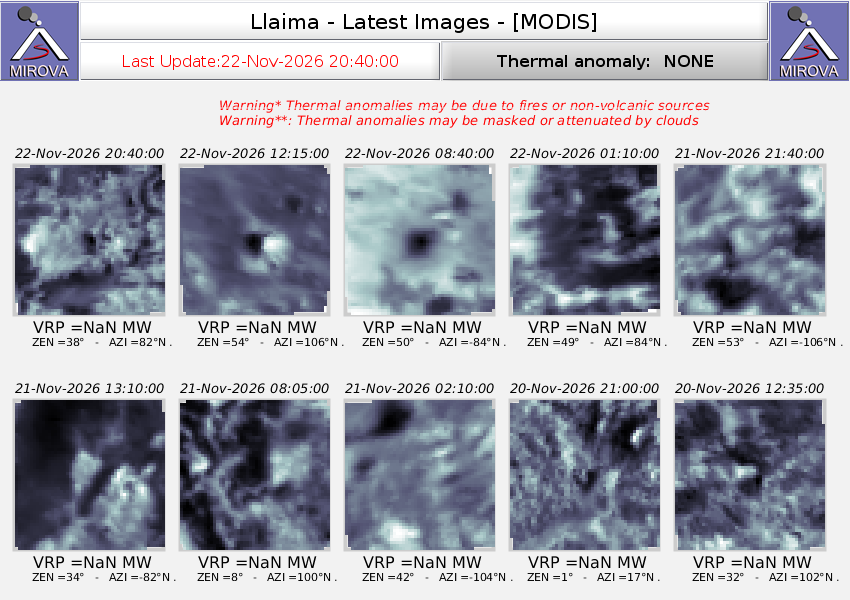 Llaima - Latest Images - [MODIS]
MIROVA
Last Update:22-Nov-2026 20:40:00
Thermal anomaly: NONE
MIROVA
Warning* Thermal anomalies may be due to fires or non-volcanic sources
Warning**: Thermal anomalies may be masked or attenuated by clouds
22-Nov-2026 20:40:00
22-Nov-2026 12:15:00
22-Nov-2026 08:40:00
22-Nov-2026 01:10:00
21-Nov-2026 21:40:00
VRP =NaN MW
VRP =NaN MW
VRP =NaN MW
VRP =NaN MW
VRP =NaN MW
ZEN =38° - AZI =82°N .
ZEN =54° - AZI =106°N .
ZEN =50° - AZI =-84°N .
ZEN =49° - AZI =84°N .
ZEN =53° - AZI =-106°N .
21-Nov-2026 13:10:00
21-Nov-2026 08:05:00
21-Nov-2026 02:10:00
20-Nov-2026 21:00:00
20-Nov-2026 12:35:00
VRP =NaN MW
VRP =NaN MW
VRP =NaN MW
VRP =NaN MW
VRP =NaN MW
ZEN =34° - AZI =-82°N .
ZEN =8° - AZI =100°N .
ZEN =42° - AZI =-104°N .
ZEN =1° - AZI =17°N .
ZEN =32° - AZI =102°N .